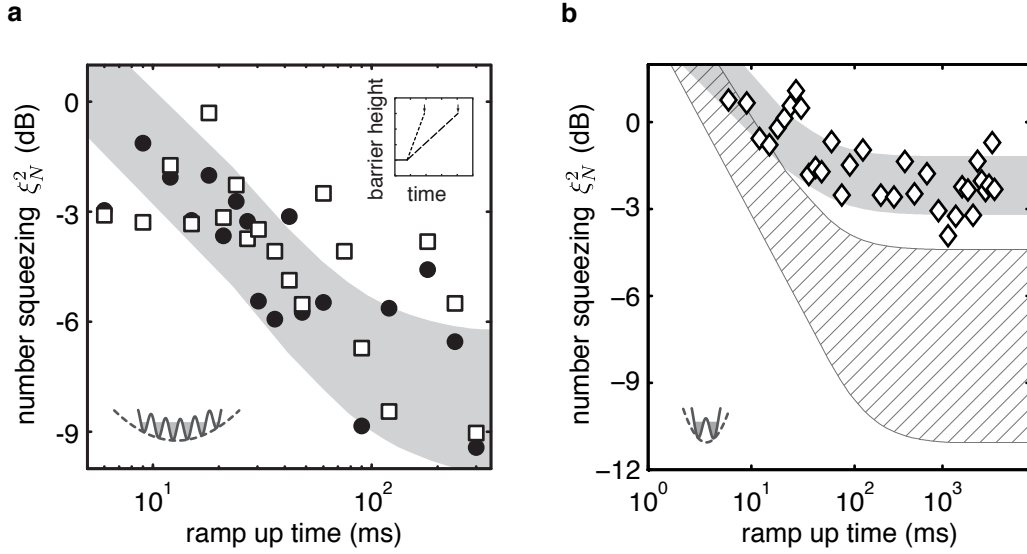 a
number squeezing ξ²_N (dB)
0
-3
-6
-9
10¹
10²
ramp up time (ms)
barrier height
time
b
number squeezing ξ²_N (dB)
0
−3
−6
−9
−12
10⁰
10¹
10²
10³
ramp up time (ms)